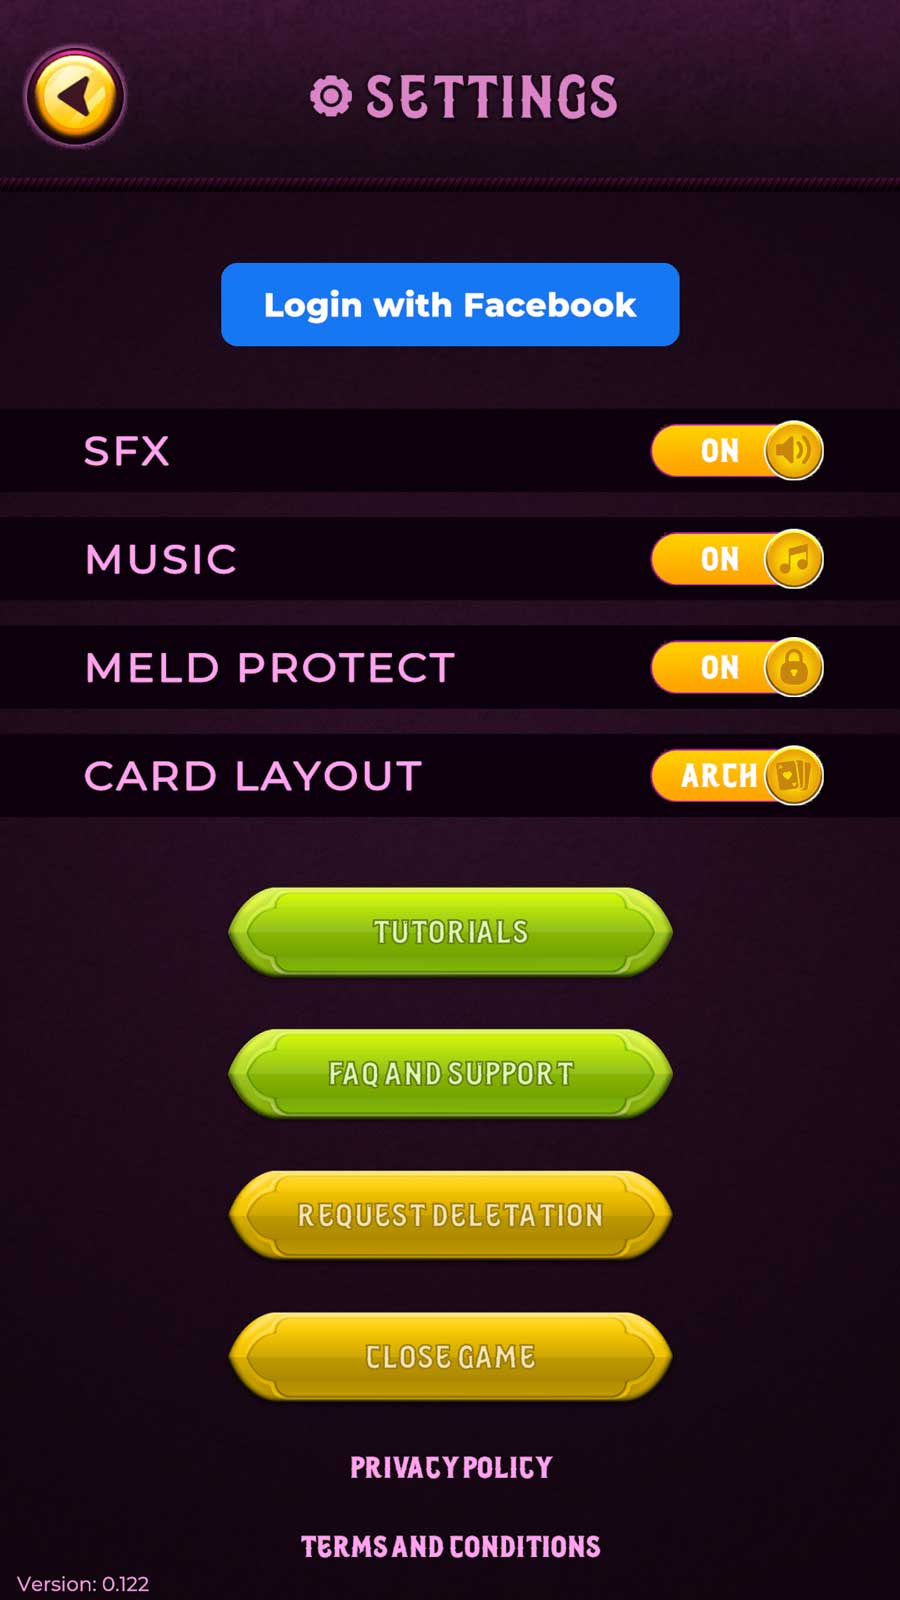 SETTINGS
Login with Facebook
SFX ON
MUSIC ON
MELD PROTECT ON
CARD LAYOUT ARCH
TUTORIALS
FAQ AND SUPPORT
REQUEST DELETATION
CLOSE GAME
PRIVACY POLICY
TERMS AND CONDITIONS
Version: 0.122